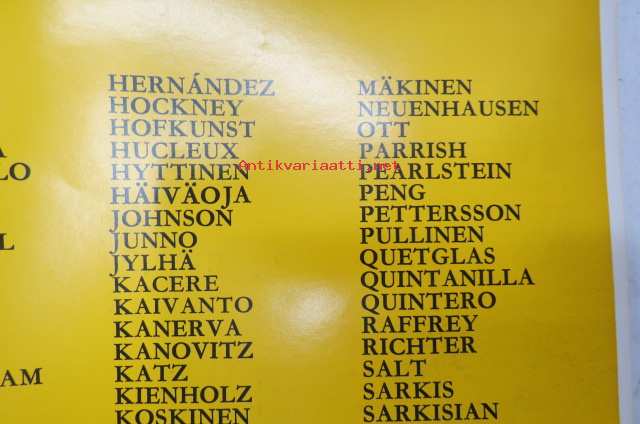 HERNÁNDEZ
HOCKNEY
HOFKUNST
HUCLEUX
HYTTINEN
HÄIVÄOJA
JOHNSON
JUNNO
JYLHÄ
KACERE
KAIVANTO
KANERVA
KANOVITZ
KATZ
KIENHOLZ
KOSKINEN
MÄKINEN
NEUENHAUSEN
OTT
PARRISH
PEARLSTEIN
PENG
PETTERSSON
PULLINEN
QUETGLAS
QUINTANILLA
QUINTERO
RAFFREY
RICHTER
SALT
SARKIS
SARKISIAN
Antikvariaatti.net